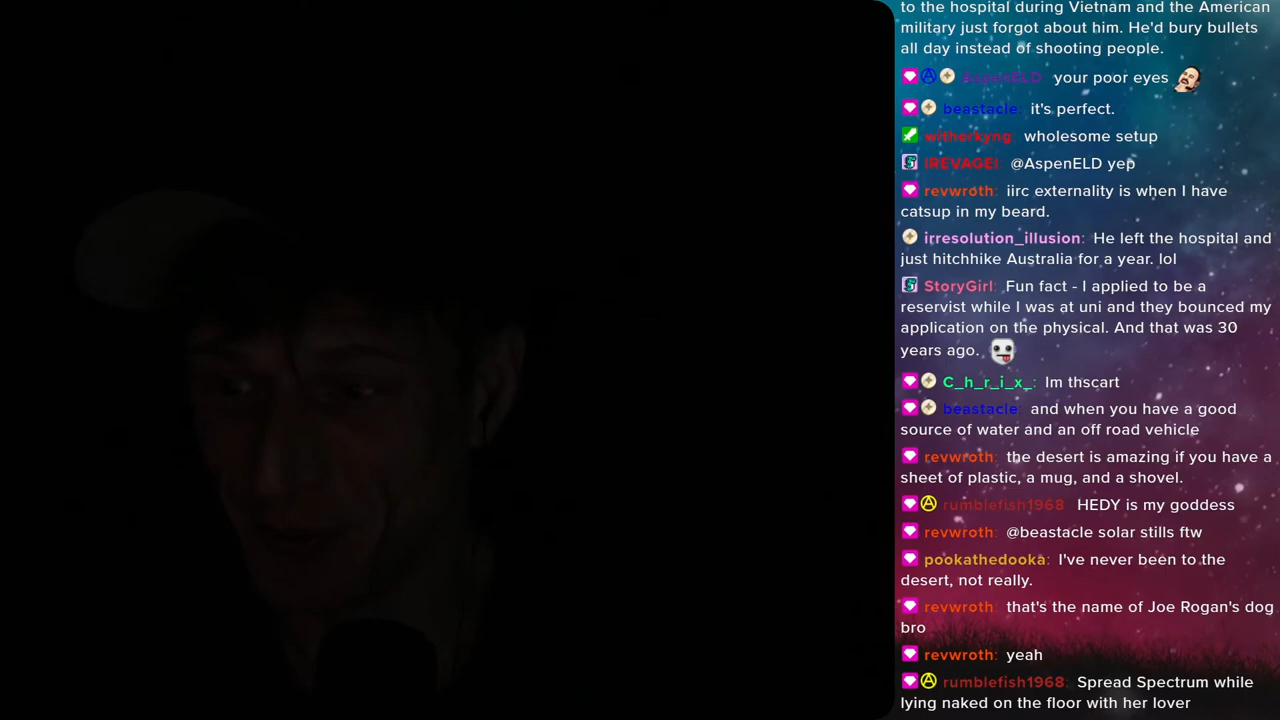 to the hospital during Vietnam and the American
military just forgot about him. He'd bury bullets
all day instead of shooting people.
AspenELD your poor eyes
beastacle: it's perfect.
witherkyng: wholesome setup
IREVAGEI: @AspenELD yep
revwroth: iirc externality is when I have
catsup in my beard.
irresolution_illusion: He left the hospital and
just hitchhike Australia for a year. lol
StoryGirl: Fun fact - I applied to be a
reservist while I was at uni and they bounced my
application on the physical. And that was 30
years ago.
C_h_r_i_x_: Im thscart
beastacle: and when you have a good
source of water and an off road vehicle
revwroth: the desert is amazing if you have a
sheet of plastic, a mug, and a shovel.
rumblefish1968 HEDY is my goddess
revwroth: @beastacle solar stills ftw
pookathedooka: I've never been to the
desert, not really.
revwroth: that's the name of Joe Rogan's dog
bro
revwroth: yeah
rumblefish1968: Spread Spectrum while
lying naked on the floor with her lover